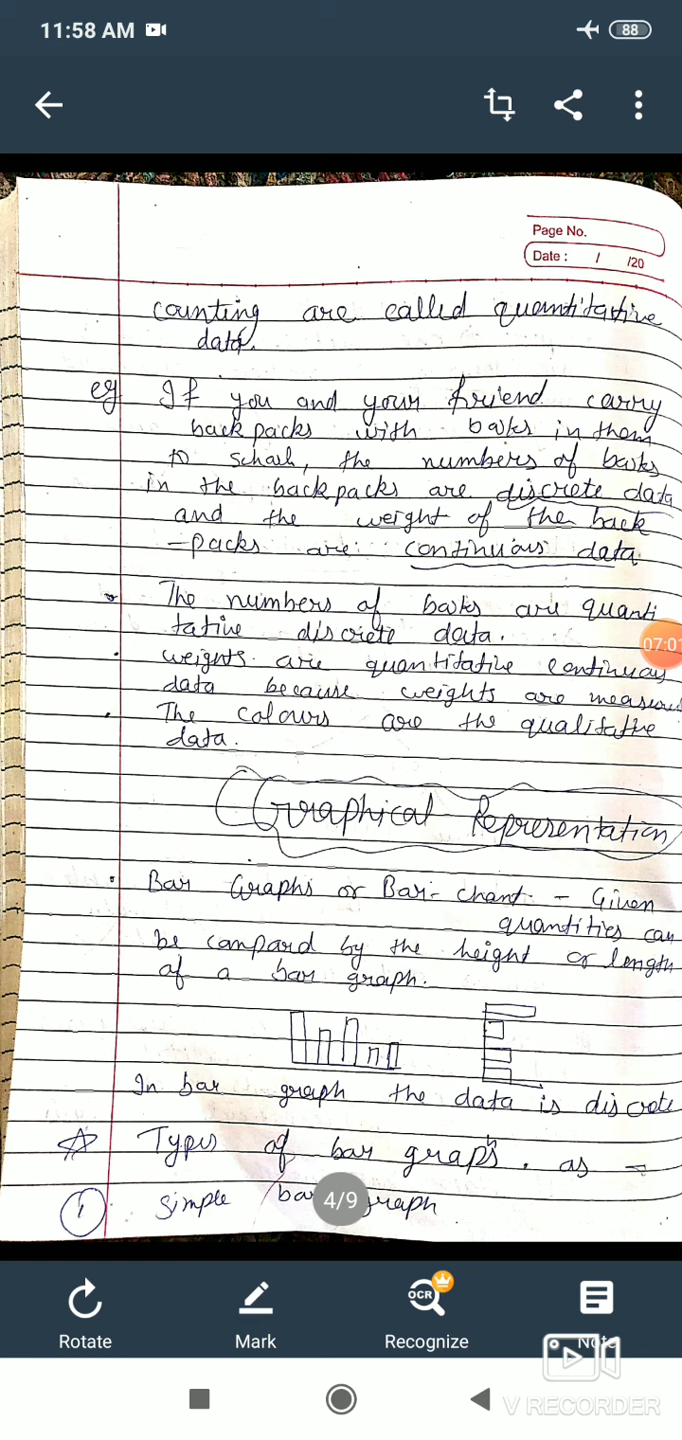 11:58 AM
88
Page No.
Date : / /20
counting are called quantitative
data.
eg If you and your friend carry
backpacks with books in them
to school, the numbers of books
in the backpacks are discrete data
and the weight of the back
-packs are continuous data.
The numbers of books are quanti
tative discrete data.
07:01
weights are quantitative continuous
data because weights are measured
The colours are the qualitative
data.
Graphical Representation
Bar Graphs or Bar-chart - Given
quantities can
be compard by the height or length
of a bar graph.
In bar graph the data is discrete
Types of bar graphs. as -
1 Simple bar graph
4/9
OCR
Rotate
Mark
Recognize
Note
V RECORDER